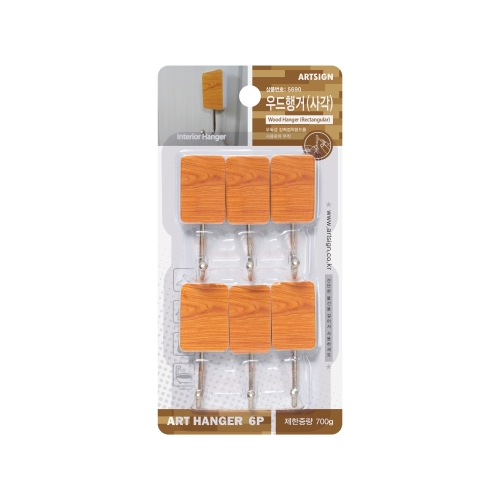 ARTSIGN
상품번호: 5690
우드행거(사각)
Wood Hanger (Rectangular)
Interior Hanger
www.artsign.co.kr
ART HANGER 6P
제한중량 700g